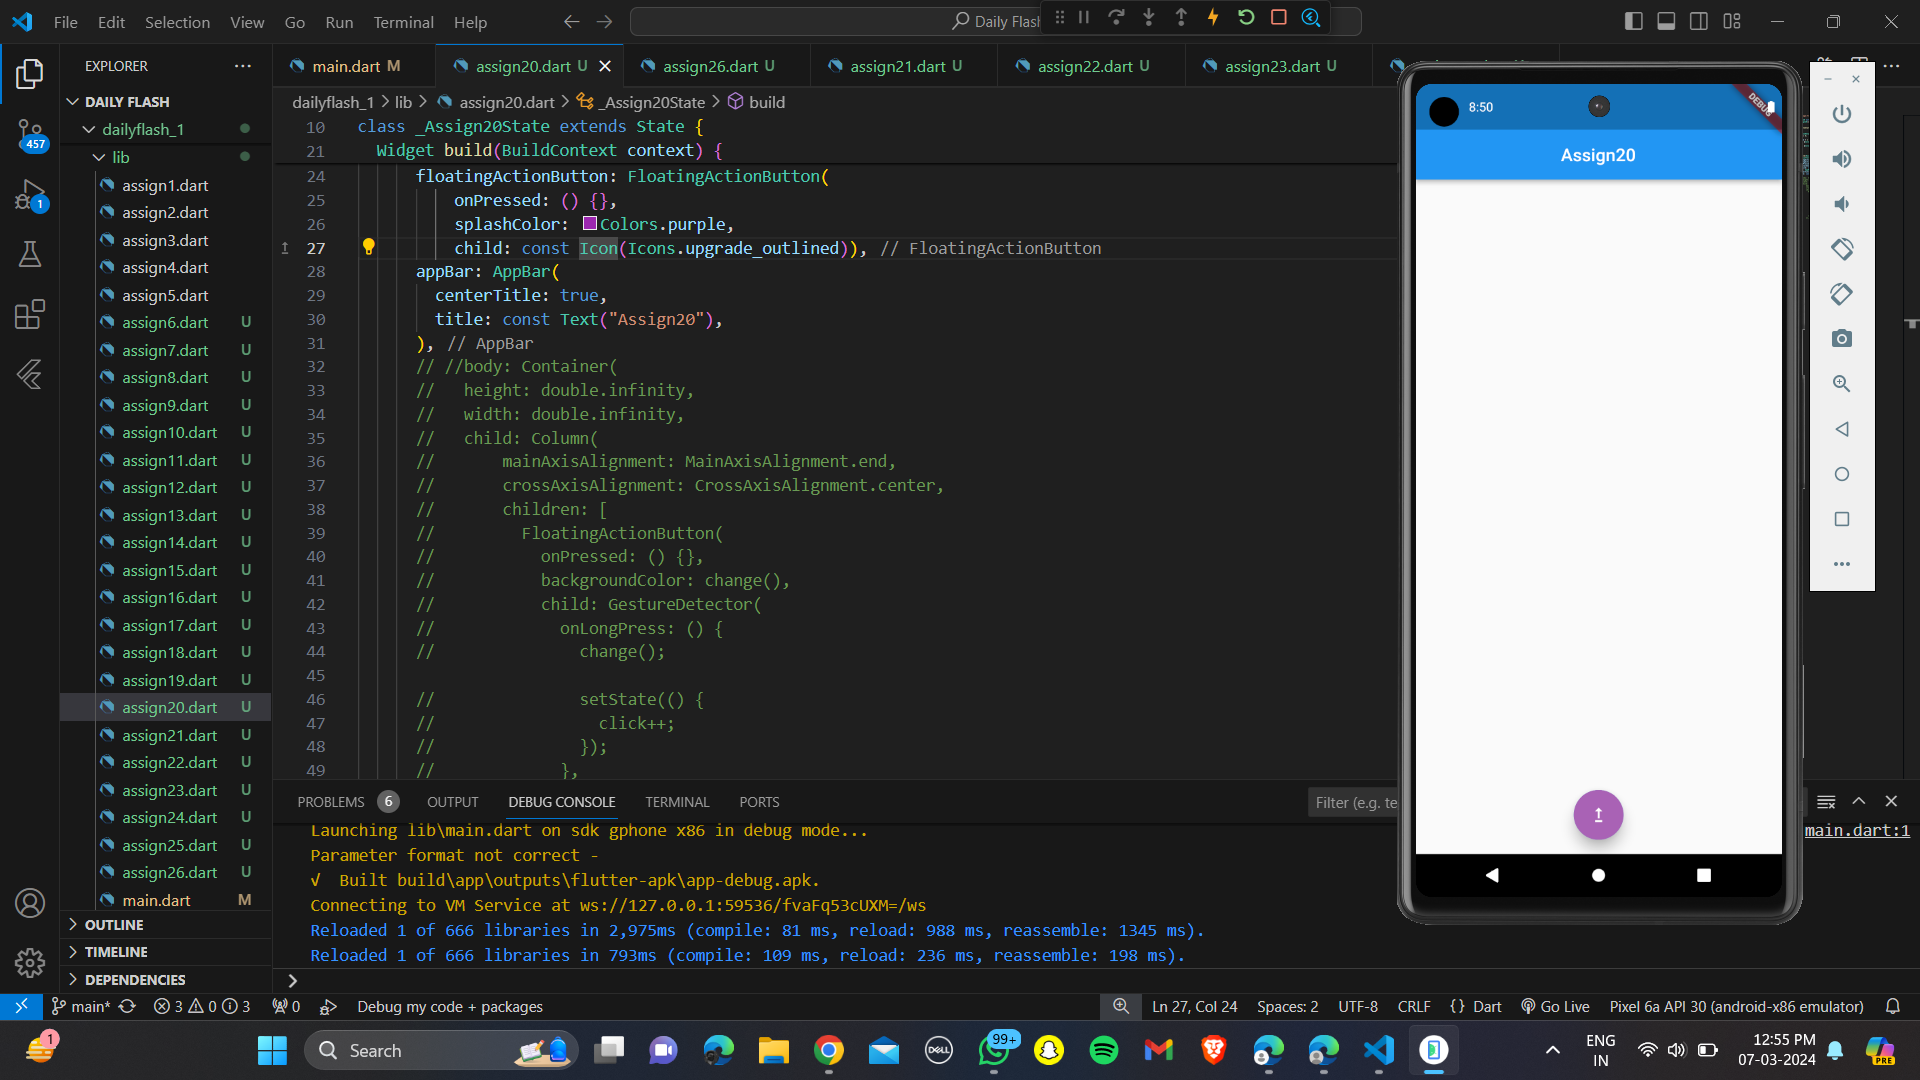 File Edit Selection View Go Run Terminal Help
Daily Flash
EXPLORER
main.dart M
assign20.dart U
assign26.dart U
assign21.dart U
assign22.dart U
assign23.dart U
DAILY FLASH
dailyflash_1
lib
assign1.dart
assign2.dart
assign3.dart
assign4.dart
assign5.dart
assign6.dart U
assign7.dart U
assign8.dart U
assign9.dart U
assign10.dart U
assign11.dart U
assign12.dart U
assign13.dart U
assign14.dart U
assign15.dart U
assign16.dart U
assign17.dart U
assign18.dart U
assign19.dart U
assign20.dart U
assign21.dart U
assign22.dart U
assign23.dart U
assign24.dart U
assign25.dart U
assign26.dart U
main.dart M
OUTLINE
TIMELINE
DEPENDENCIES
457
1
dailyflash_1 > lib > assign20.dart > _Assign20State > build
10 class _Assign20State extends State {
21 Widget build(BuildContext context) {
24 floatingActionButton: FloatingActionButton(
25 onPressed: () {},
26 splashColor: Colors.purple,
27 child: const Icon(Icons.upgrade_outlined)), // FloatingActionButton
28 appBar: AppBar(
29 centerTitle: true,
30 title: const Text("Assign20"),
31 ), // AppBar
32 // //body: Container(
33 // height: double.infinity,
34 // width: double.infinity,
35 // child: Column(
36 // mainAxisAlignment: MainAxisAlignment.end,
37 // crossAxisAlignment: CrossAxisAlignment.center,
38 // children: [
39 // FloatingActionButton(
40 // onPressed: () {},
41 // backgroundColor: change(),
42 // child: GestureDetector(
43 // onLongPress: () {
44 // change();
45
46 // setState(() {
47 // click++;
48 // });
49 // },
PROBLEMS 6 OUTPUT DEBUG CONSOLE TERMINAL PORTS
Filter (e.g. te
Launching lib\main.dart on sdk gphone x86 in debug mode...
main.dart:1
Parameter format not correct -
√ Built build\app\outputs\flutter-apk\app-debug.apk.
Connecting to VM Service at ws://127.0.0.1:59536/fvaFq53cUXM=/ws
Reloaded 1 of 666 libraries in 2,975ms (compile: 81 ms, reload: 988 ms, reassemble: 1345 ms).
Reloaded 1 of 666 libraries in 793ms (compile: 109 ms, reload: 236 ms, reassemble: 198 ms).
8:50
DEBUG
Assign20
main* 3 0 3 0 Debug my code + packages
Ln 27, Col 24 Spaces: 2 UTF-8 CRLF {} Dart Go Live Pixel 6a API 30 (android-x86 emulator)
1
Search
DELL
99+
ENG
IN
12:55 PM
07-03-2024
PRE